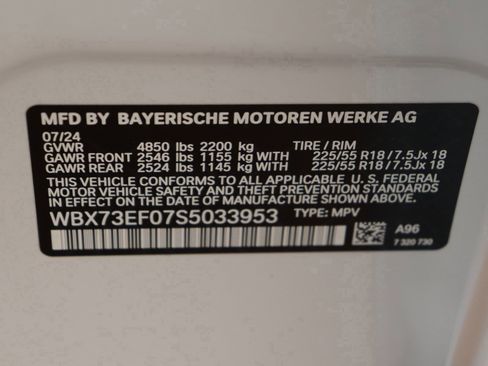 MFD BY BAYERISCHE MOTOREN WERKE AG
07/24
GVWR 4850 lbs 2200 kg TIRE / RIM
GAWR FRONT 2546 lbs 1155 kg WITH 225/55 R18 / 7.5Jx 18
GAWR REAR 2524 lbs 1145 kg WITH 225/55 R18 / 7.5Jx 18
THIS VEHICLE CONFORMS TO ALL APPLICABLE U.S. FEDERAL
MOTOR VEHICLE SAFETY AND THEFT PREVENTION STANDARDS
IN EFFECT ON THE DATE OF MANUFACTURE SHOWN ABOVE.
WBX73EF07S5033953 TYPE: MPV
A96
7 320 730